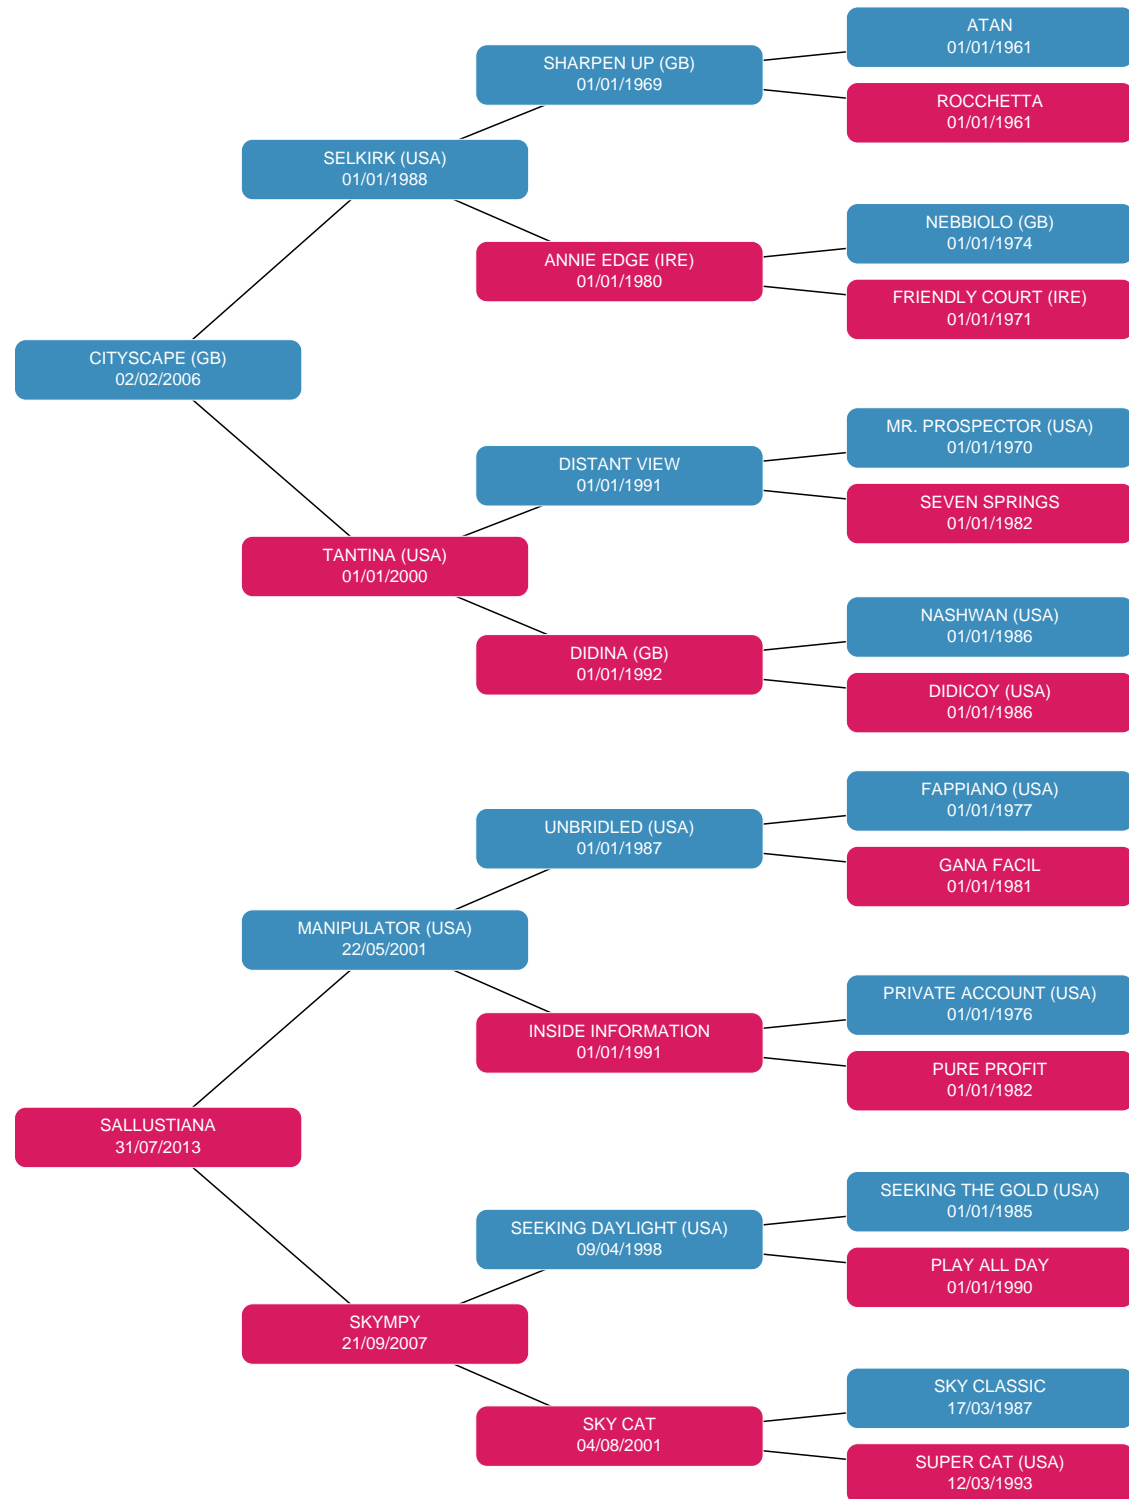 ATAN
01/01/1961
SHARPEN UP (GB)
01/01/1969
ROCCHETTA
01/01/1961
SELKIRK (USA)
01/01/1988
NEBBIOLO (GB)
01/01/1974
ANNIE EDGE (IRE)
01/01/1980
FRIENDLY COURT (IRE)
01/01/1971
CITYSCAPE (GB)
02/02/2006
MR. PROSPECTOR (USA)
01/01/1970
DISTANT VIEW
01/01/1991
SEVEN SPRINGS
01/01/1982
TANTINA (USA)
01/01/2000
NASHWAN (USA)
01/01/1986
DIDINA (GB)
01/01/1992
DIDICOY (USA)
01/01/1986
FAPPIANO (USA)
01/01/1977
UNBRIDLED (USA)
01/01/1987
GANA FACIL
01/01/1981
MANIPULATOR (USA)
22/05/2001
PRIVATE ACCOUNT (USA)
01/01/1976
INSIDE INFORMATION
01/01/1991
PURE PROFIT
01/01/1982
SALLUSTIANA
31/07/2013
SEEKING THE GOLD (USA)
01/01/1985
SEEKING DAYLIGHT (USA)
09/04/1998
PLAY ALL DAY
01/01/1990
SKYMPY
21/09/2007
SKY CLASSIC
17/03/1987
SKY CAT
04/08/2001
SUPER CAT (USA)
12/03/1993